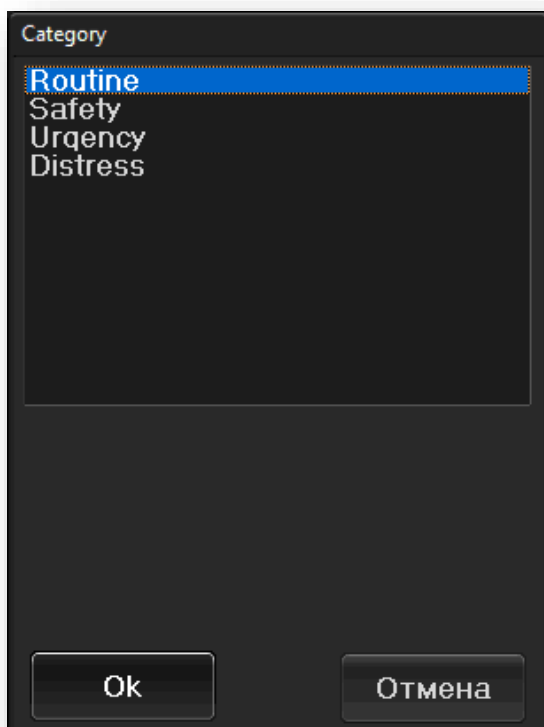 Category
Routine
Safety
Urgency
Distress
Ok
Отмена